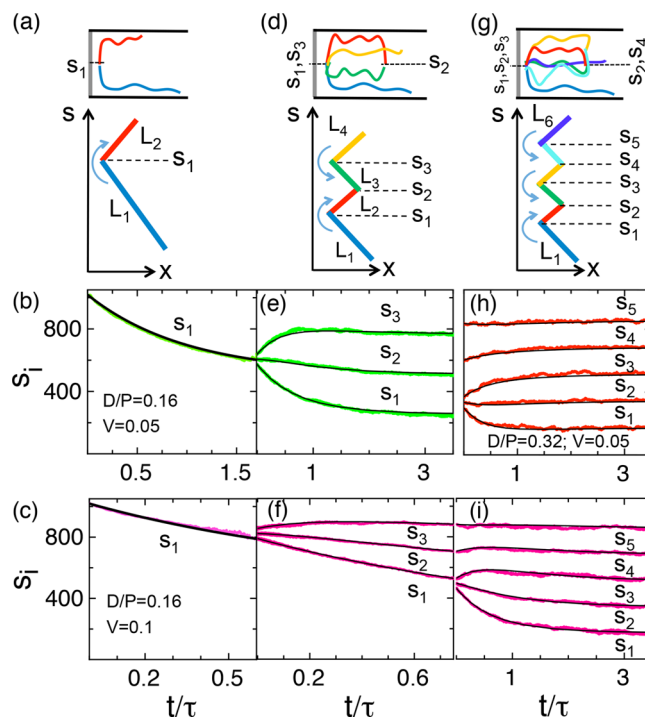 (a)
s₁
S
L₂
s₁
L₁
X
(d)
s₁, s₃
s₂
L₄
s₃
L₃
s₂
L₂
s₁
L₁
X
(g)
s₁, s₂, s₃
s₂, s₄
L₆
s₅
s₄
s₃
s₂
s₁
L₁
X
(b)
s₁
800
400
sᵢ
D/P=0.16
V=0.05
0.5 1.5
(e)
s₃
s₂
s₁
1 3
(h)
s₅
s₄
s₃
s₂
s₁
D/P=0.32; V=0.05
1 3
(c)
s₁
800
400
sᵢ
D/P=0.16
V=0.1
0.2 0.6
t/τ
(f)
s₃
s₂
s₁
0.2 0.6
t/τ
(i)
s₅
s₄
s₃
s₂
s₁
1 3
t/τ